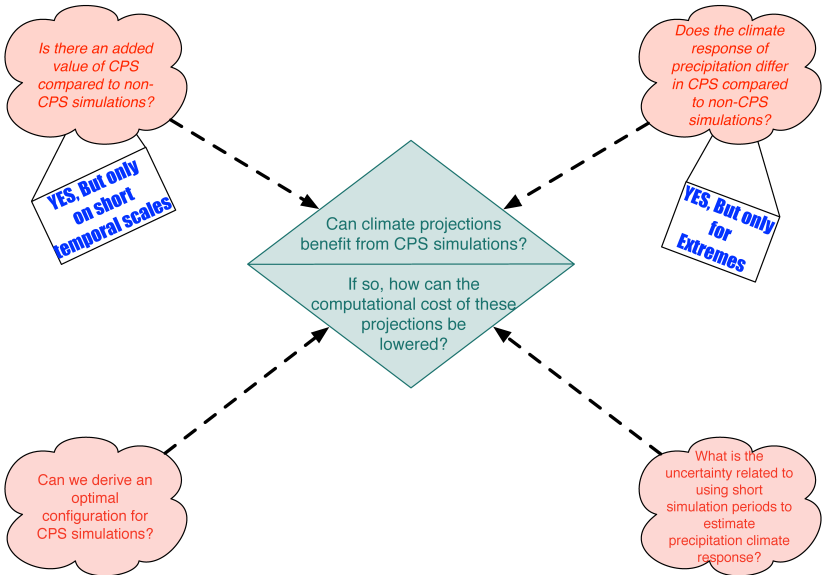 Is there an added
value of CPS
compared to non-
CPS simulations?
Does the climate
response of
precipitation differ
in CPS compared
to non-CPS
simulations?
YES, But only
on short
temporal scales
YES, But only
for
Extremes
Can climate projections
benefit from CPS simulations?
If so, how can the
computational cost of these
projections be
lowered?
Can we derive an
optimal
configuration for
CPS simulations?
What is the
uncertainty related to
using short
simulation periods to
estimate
precipitation climate
response?